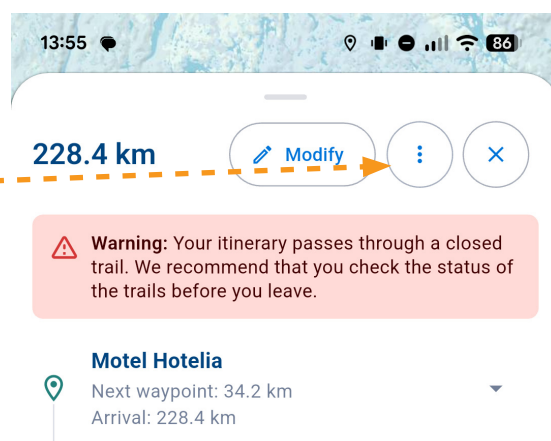 13:55
86
228.4 km
Modify
Warning: Your itinerary passes through a closed
trail. We recommend that you check the status of
the trails before you leave.
Motel Hotelia
Next waypoint: 34.2 km
Arrival: 228.4 km